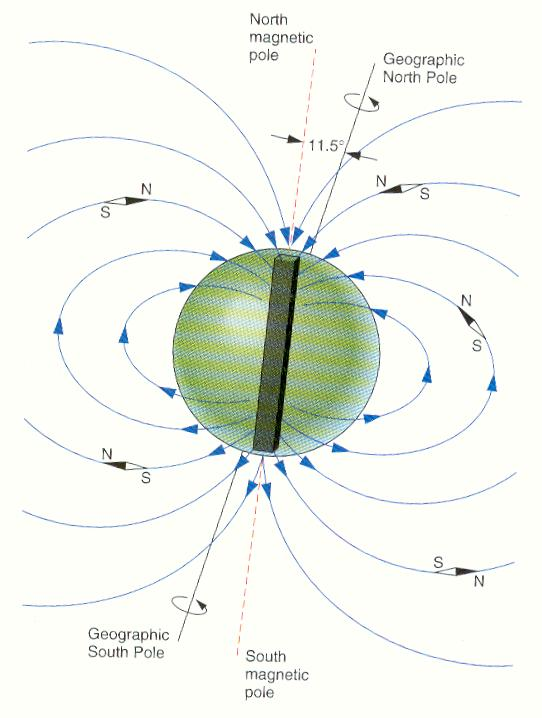 North
magnetic
pole
Geographic
North Pole
11.5°
N
S
N
S
N
S
N
S
S
N
Geographic
South Pole
South
magnetic
pole